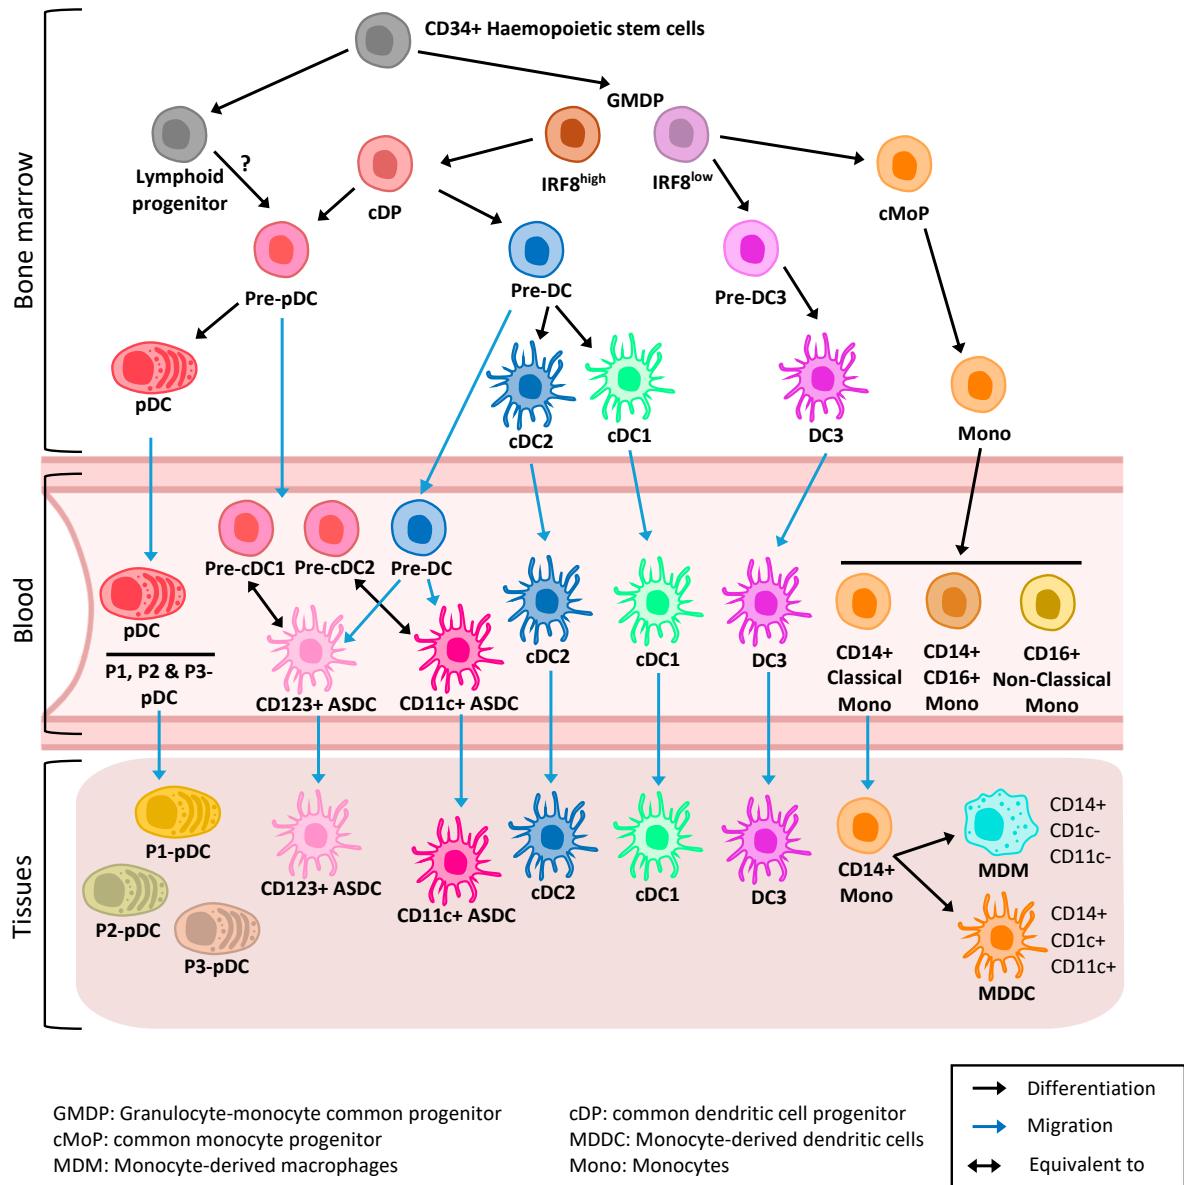 CD34+ Haemopoietic stem cells
GMDP
Bone marrow
Lymphoid
progenitor
?
cDP
IRF8high
IRF8low
cMoP
Pre-pDC
Pre-DC
Pre-DC3
pDC
cDC2
cDC1
DC3
Mono
Blood
Pre-cDC1
Pre-cDC2
Pre-DC
pDC
P1, P2 & P3-
pDC
CD123+ ASDC
CD11c+ ASDC
cDC2
cDC1
DC3
CD14+
Classical
Mono
CD14+
CD16+
Mono
CD16+
Non-Classical
Mono
Tissues
P1-pDC
P2-pDC
P3-pDC
CD123+ ASDC
CD11c+ ASDC
cDC2
cDC1
DC3
CD14+
Mono
MDM
CD14+
CD1c-
CD11c-
MDDC
CD14+
CD1c+
CD11c+
GMDP: Granulocyte-monocyte common progenitor
cMoP: common monocyte progenitor
MDM: Monocyte-derived macrophages
cDP: common dendritic cell progenitor
MDDC: Monocyte-derived dendritic cells
Mono: Monocytes
Differentiation
Migration
Equivalent to